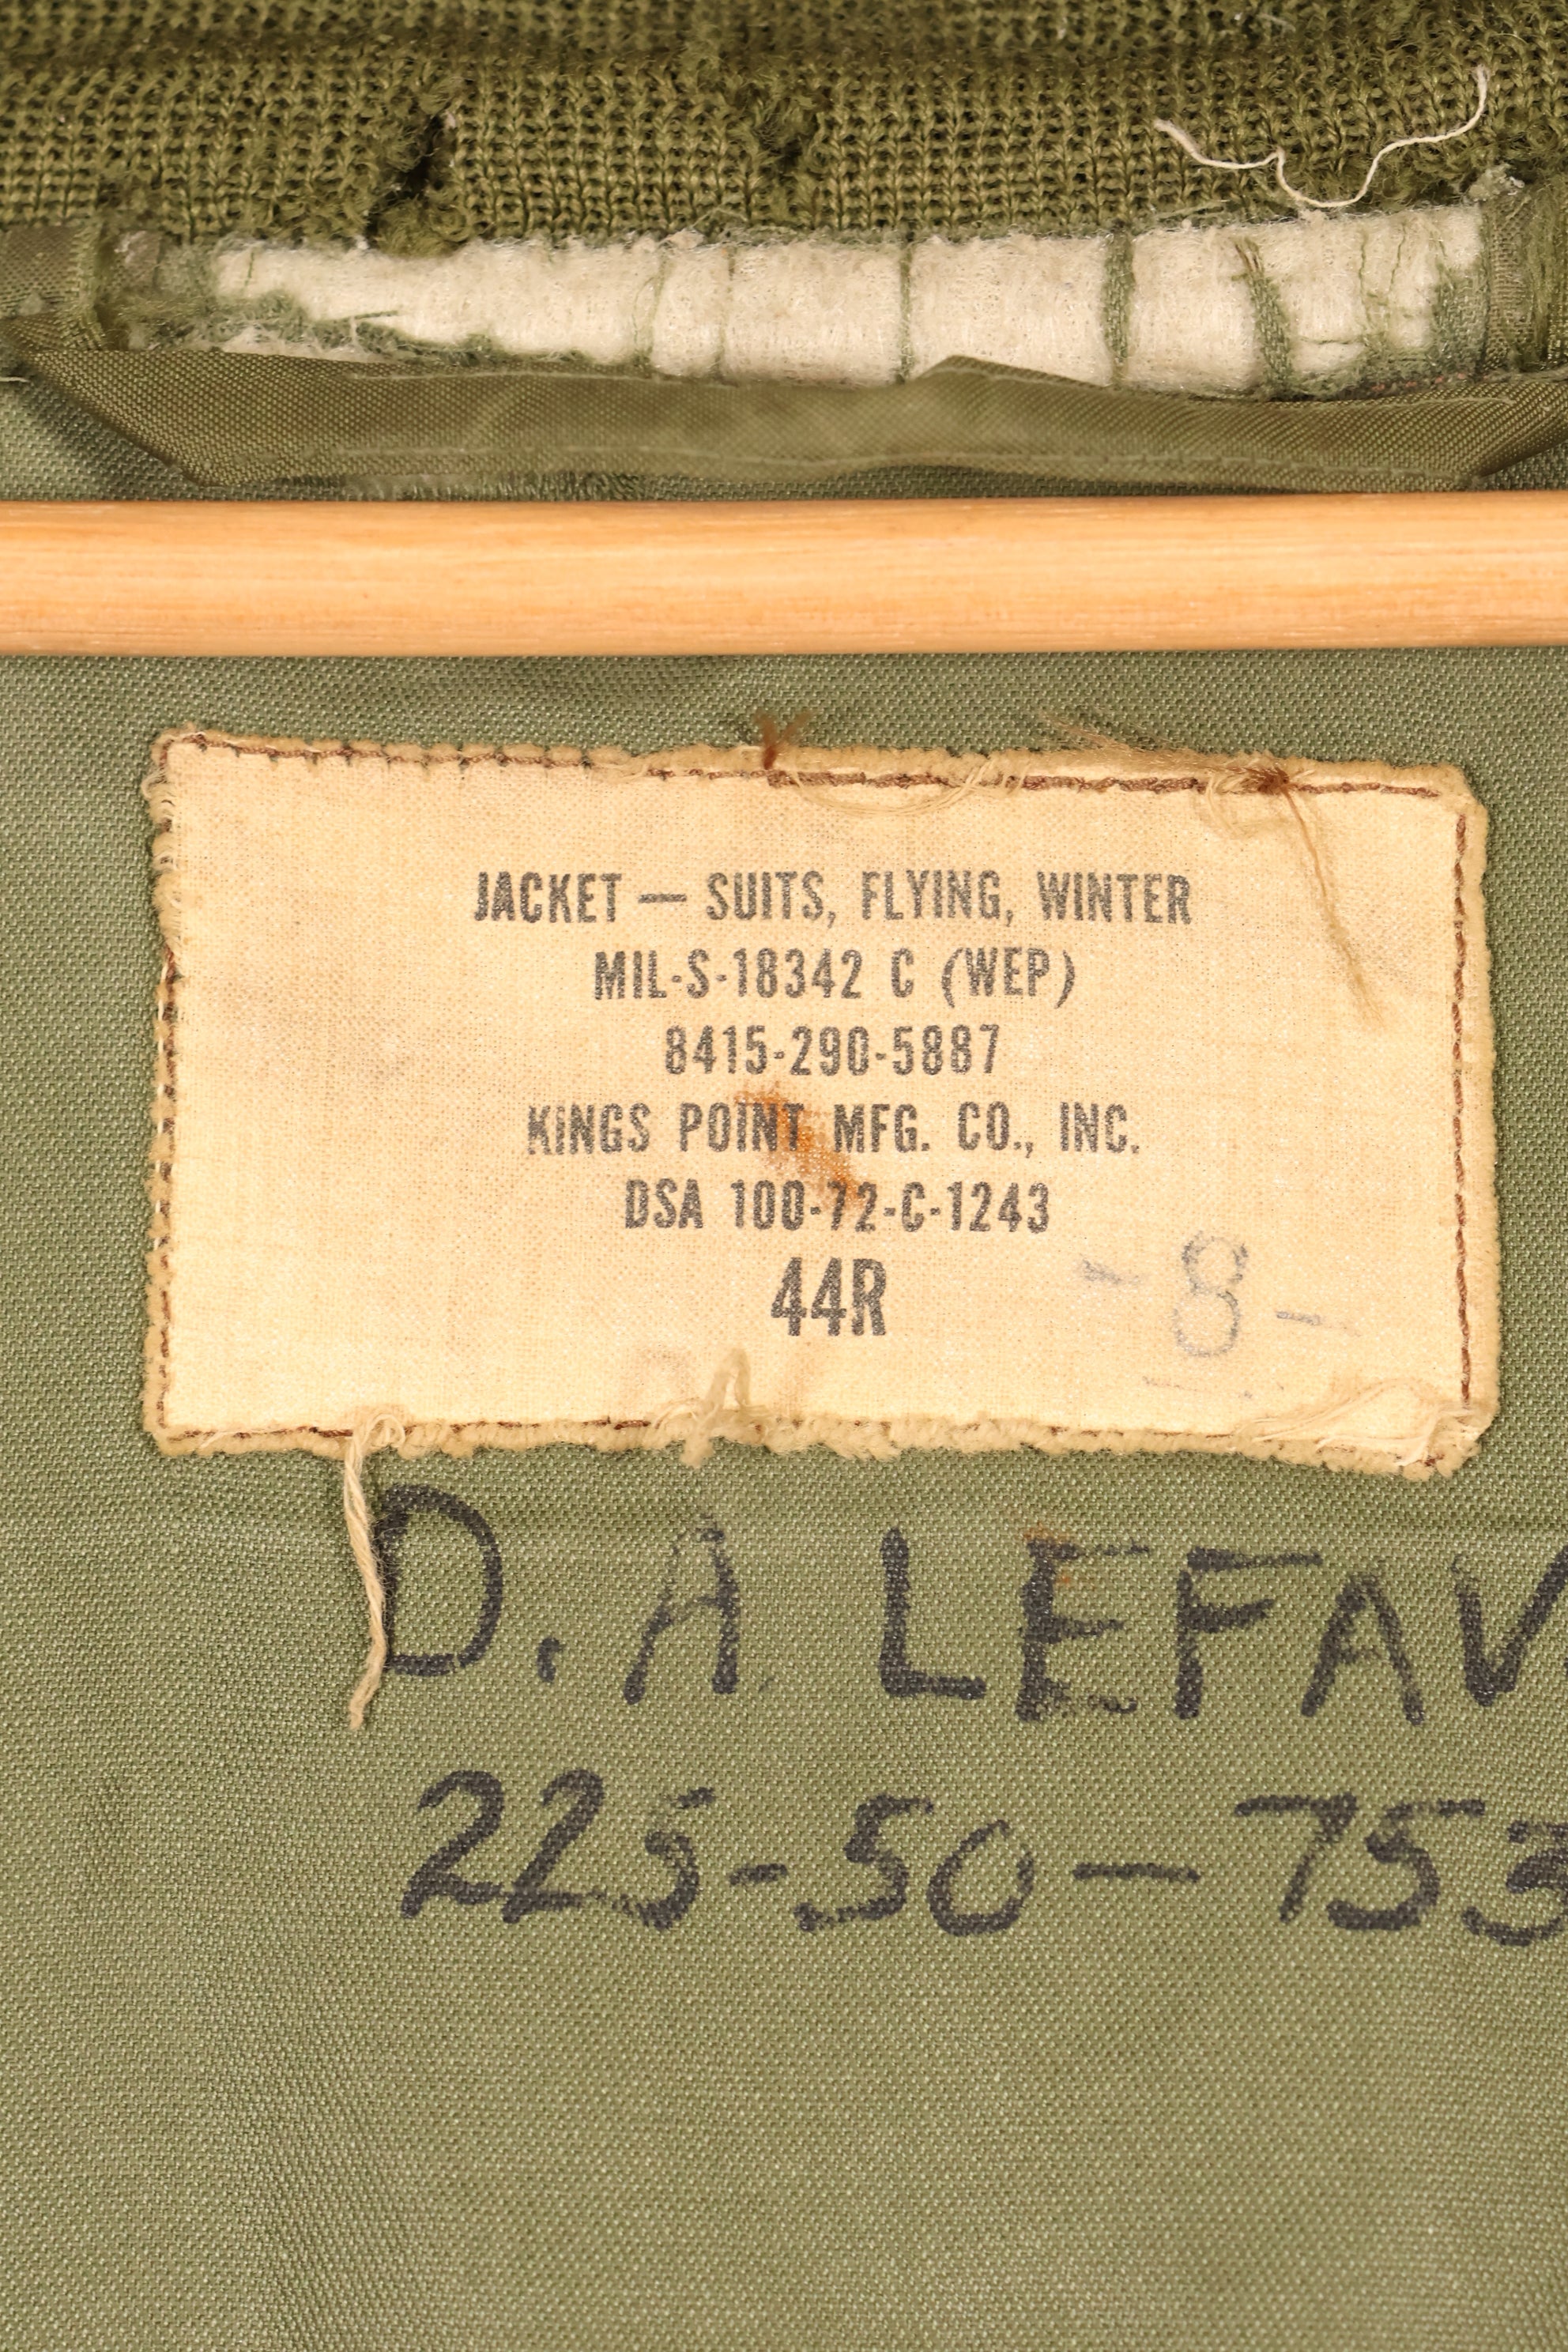 JACKET — SUITS, FLYING, WINTER
MIL-S-18342 C (WEP)
8415-290-5887
KINGS POINT MFG. CO., INC.
DSA 100-72-C-1243
44R
-8-
D. A. LEFAV
225-50-753